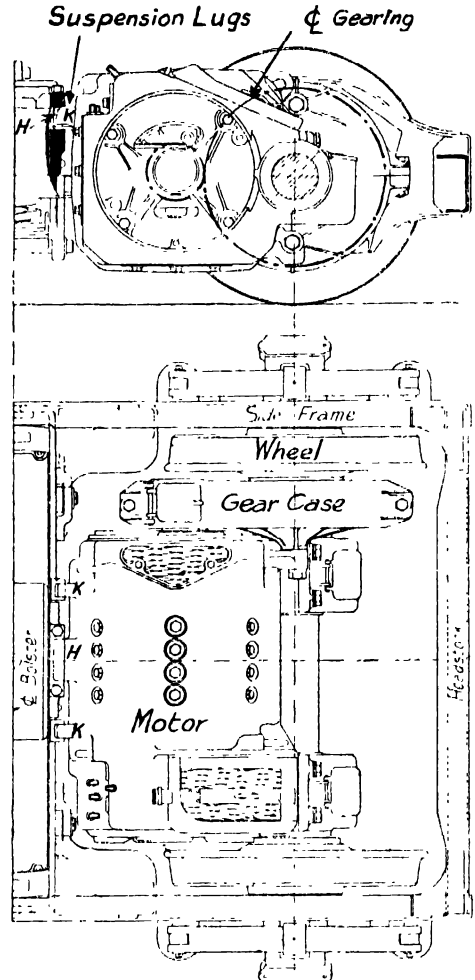 Suspension Lugs
℄ Gearing
H
K
Side Frame
Wheel
Gear Case
K
H
℄ Bolster
K
Motor
Headstock